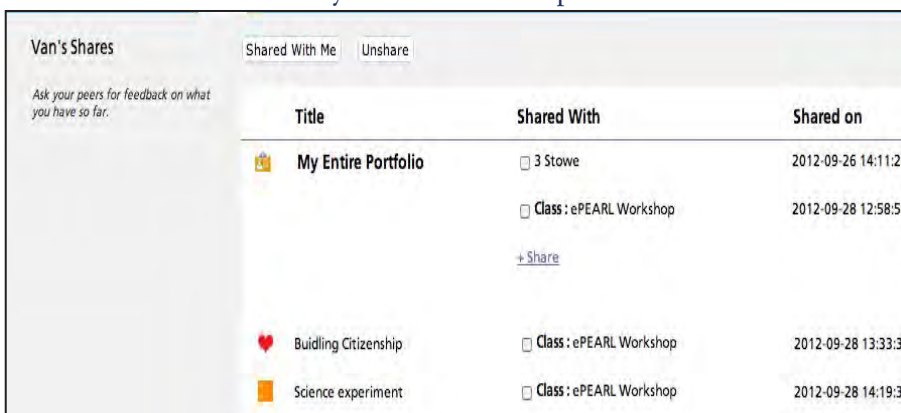 Van's Shares
Shared With Me Unshare
Ask your peers for feedback on what
you have so far.
Title Shared With Shared on
My Entire Portfolio 3 Stowe 2012-09-26 14:11:2
Class : ePEARL Workshop 2012-09-28 12:58:5
+ Share
Buidling Citizenship Class : ePEARL Workshop 2012-09-28 13:33:3
Science experiment Class : ePEARL Workshop 2012-09-28 14:19:3